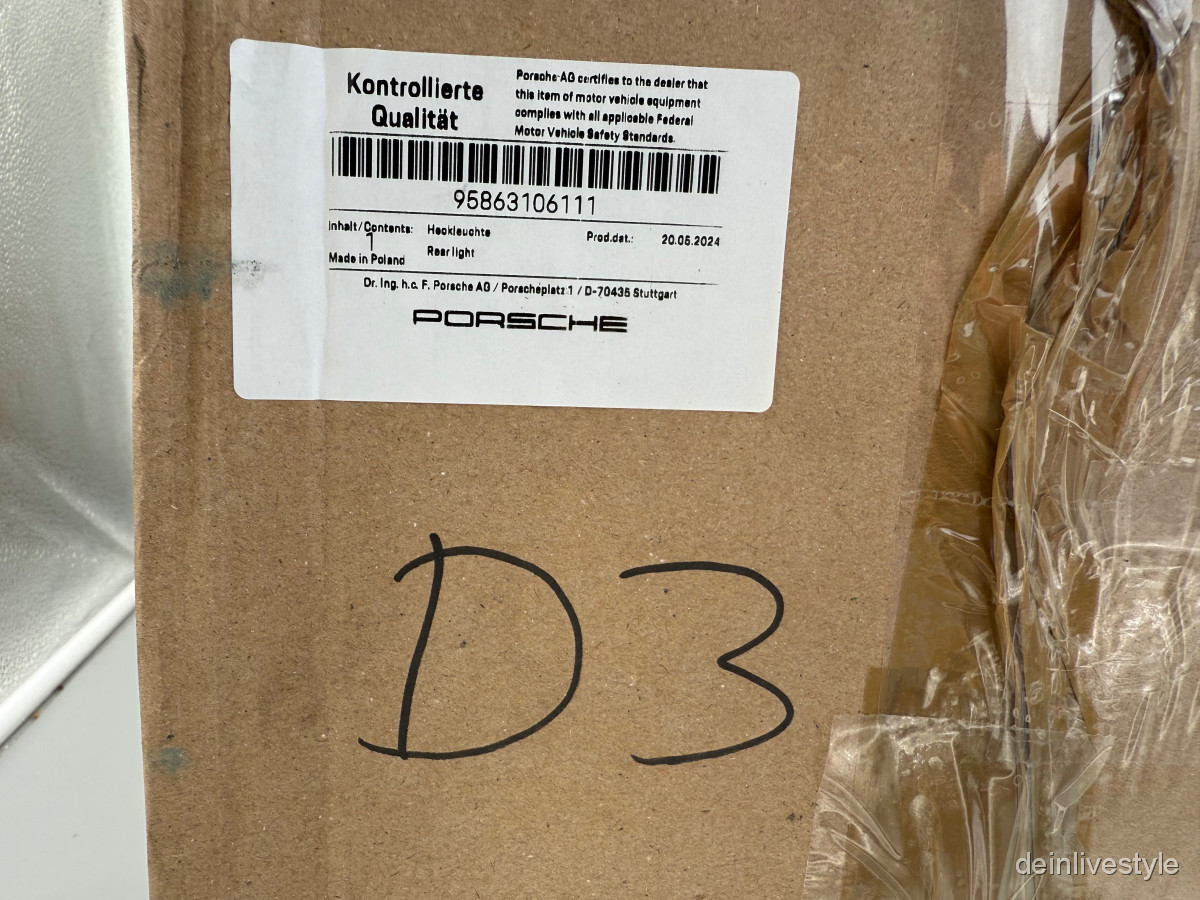 Kontrollierte
Qualität
Porsche AG certifies to the dealer that
this item of motor vehicle equipment
complies with all applicable Federal
Motor Vehicle Safety Standards.
95863106111
Inhalt/Contents: Heckleuchte Prod.dat.: 20.06.2024
1 Rear light
Made in Poland
Dr. Ing. h.c. F. Porsche AG / Porscheplatz 1 / D-70435 Stuttgart
PORSCHE
D3
deinlivestyle